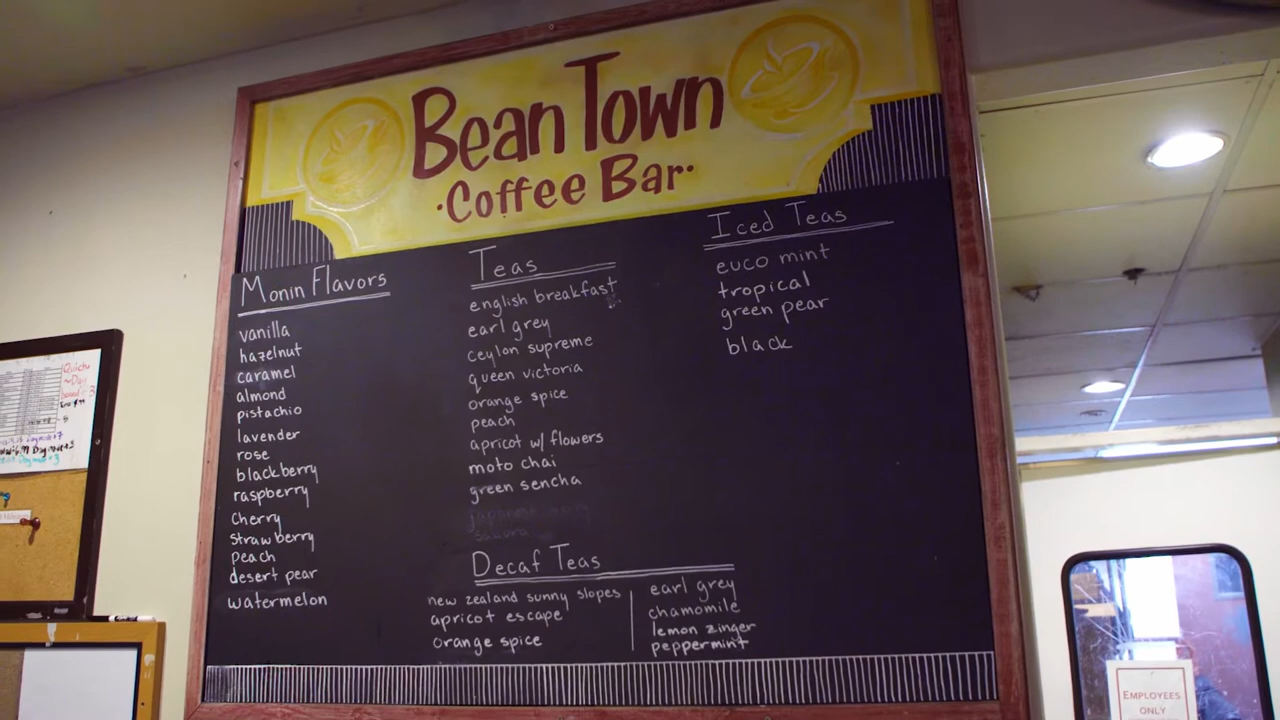 Bean Town
·Coffee Bar·
Monin Flavors
vanilla
hazelnut
caramel
almond
pistachio
lavender
rose
blackberry
raspberry
Cherry
strawberry
peach
desert pear
watermelon
Teas
english breakfast
earl grey
ceylon supreme
queen victoria
orange spice
peach
apricot w/ flowers
moto chai
green sencha
sakura
Decaf Teas
new zealand sunny slopes
apricot escape
orange spice
earl grey
chamomile
lemon zinger
peppermint
Iced Teas
euco mint
tropical
green pear
black
EMPLOYEES
ONLY